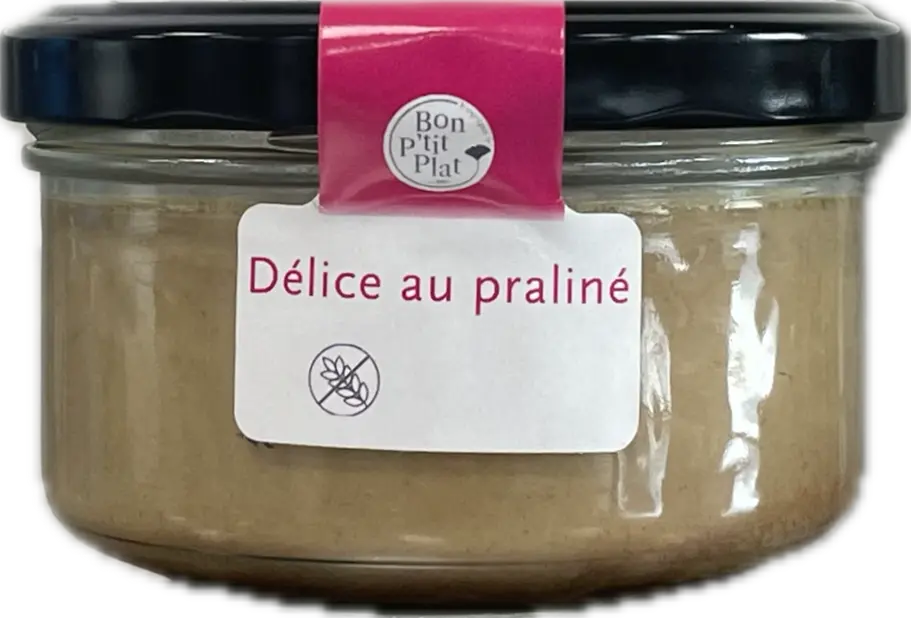 Bon
P'tit
Plat
Délice au praliné